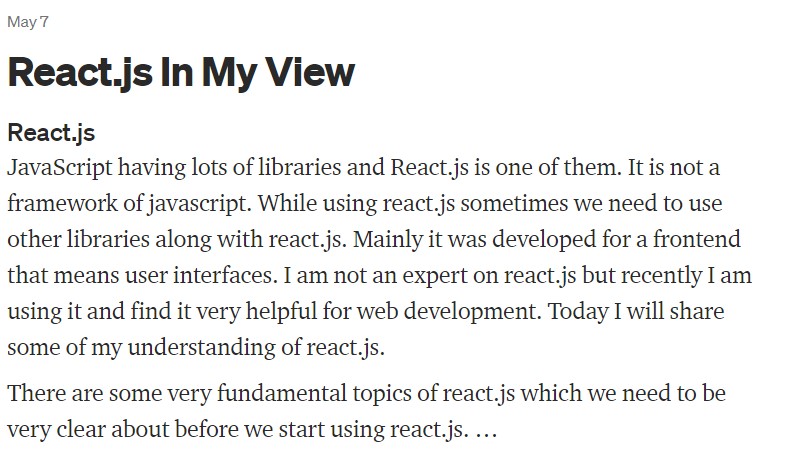 May 7
React.js In My View
React.js
JavaScript having lots of libraries and React.js is one of them. It is not a
framework of javascript. While using react.js sometimes we need to use
other libraries along with react.js. Mainly it was developed for a frontend
that means user interfaces. I am not an expert on react.js but recently I am
using it and find it very helpful for web development. Today I will share
some of my understanding of react.js.
There are some very fundamental topics of react.js which we need to be
very clear about before we start using react.js. …